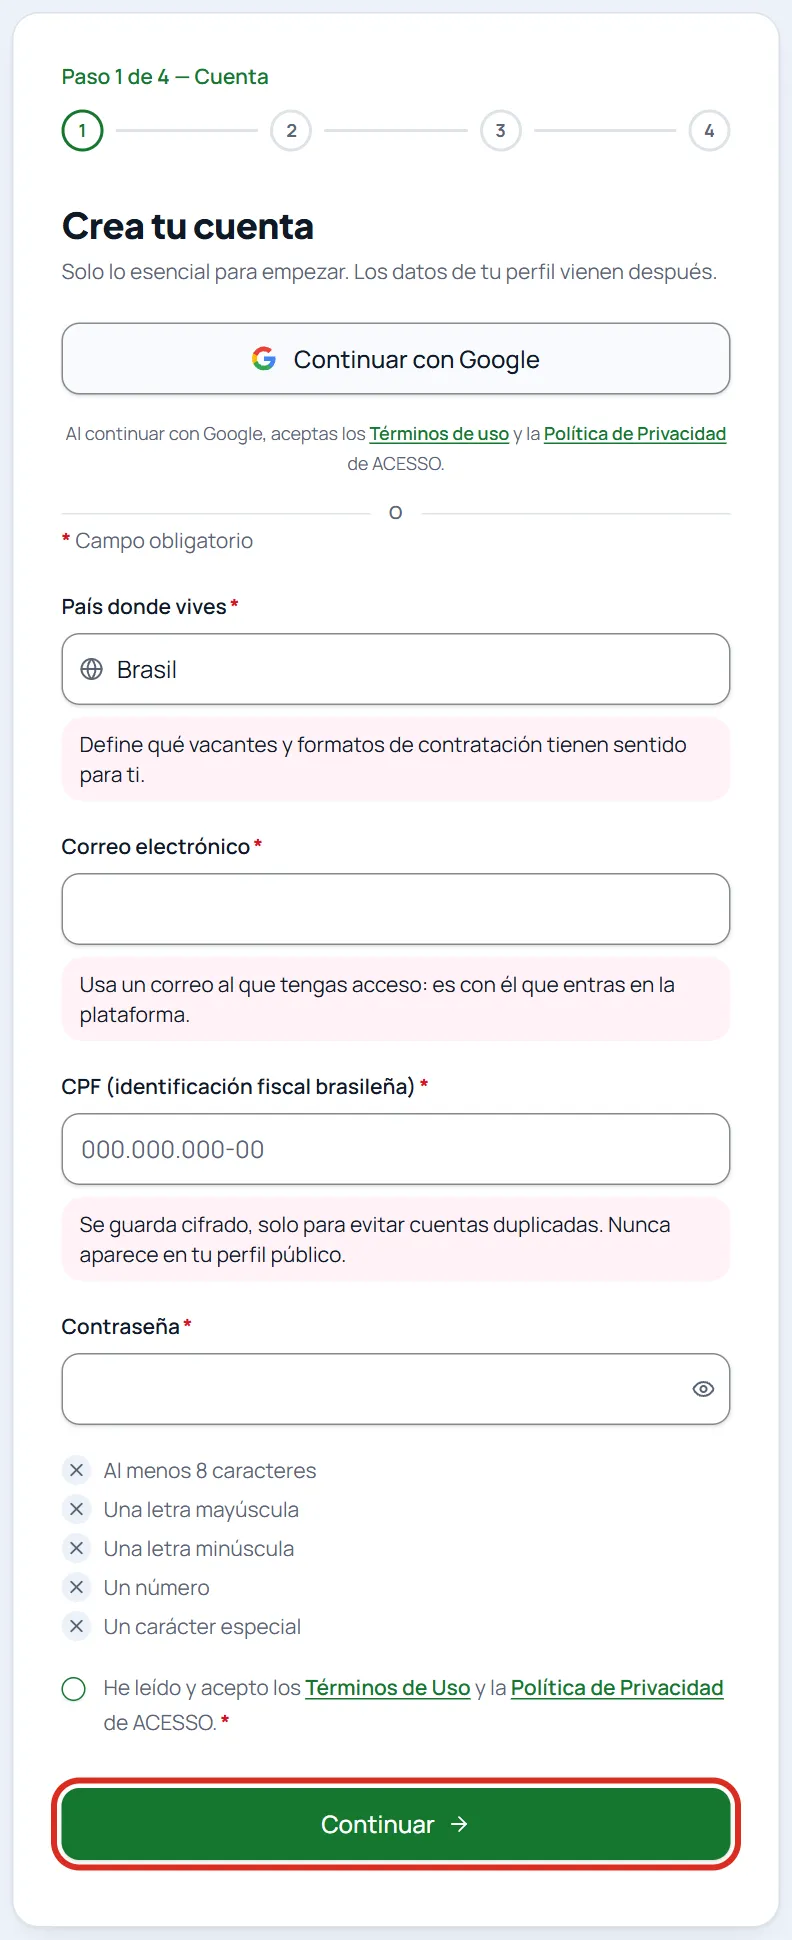 Paso 1 de 4 — Cuenta
1 2 3 4
Crea tu cuenta
Solo lo esencial para empezar. Los datos de tu perfil vienen después.
Continuar con Google
Al continuar con Google, aceptas los Términos de uso y la Política de Privacidad
de ACESSO.
O
* Campo obligatorio
País donde vives *
Brasil
Define qué vacantes y formatos de contratación tienen sentido
para ti.
Correo electrónico *
Usa un correo al que tengas acceso: es con él que entras en la
plataforma.
CPF (identificación fiscal brasileña) *
000.000.000-00
Se guarda cifrado, solo para evitar cuentas duplicadas. Nunca
aparece en tu perfil público.
Contraseña *
Al menos 8 caracteres
Una letra mayúscula
Una letra minúscula
Un número
Un carácter especial
He leído y acepto los Términos de Uso y la Política de Privacidad
de ACESSO. *
Continuar →